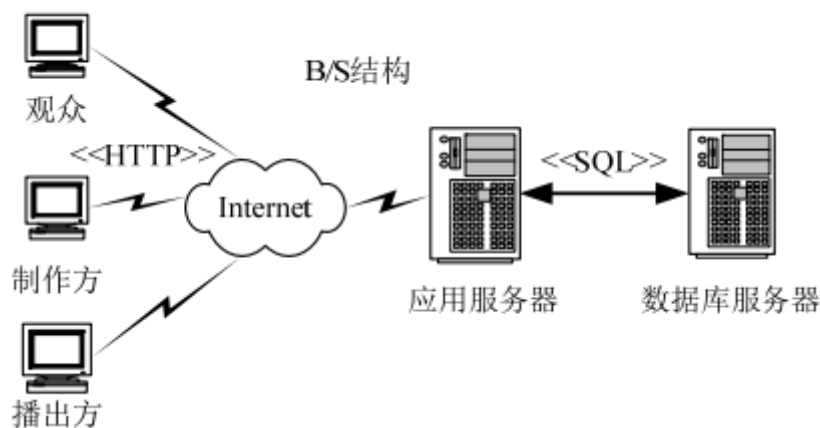 B/S结构
观众
<<HTTP>>
<<SQL>>
Internet
制作方
应用服务器
数据库服务器
播出方